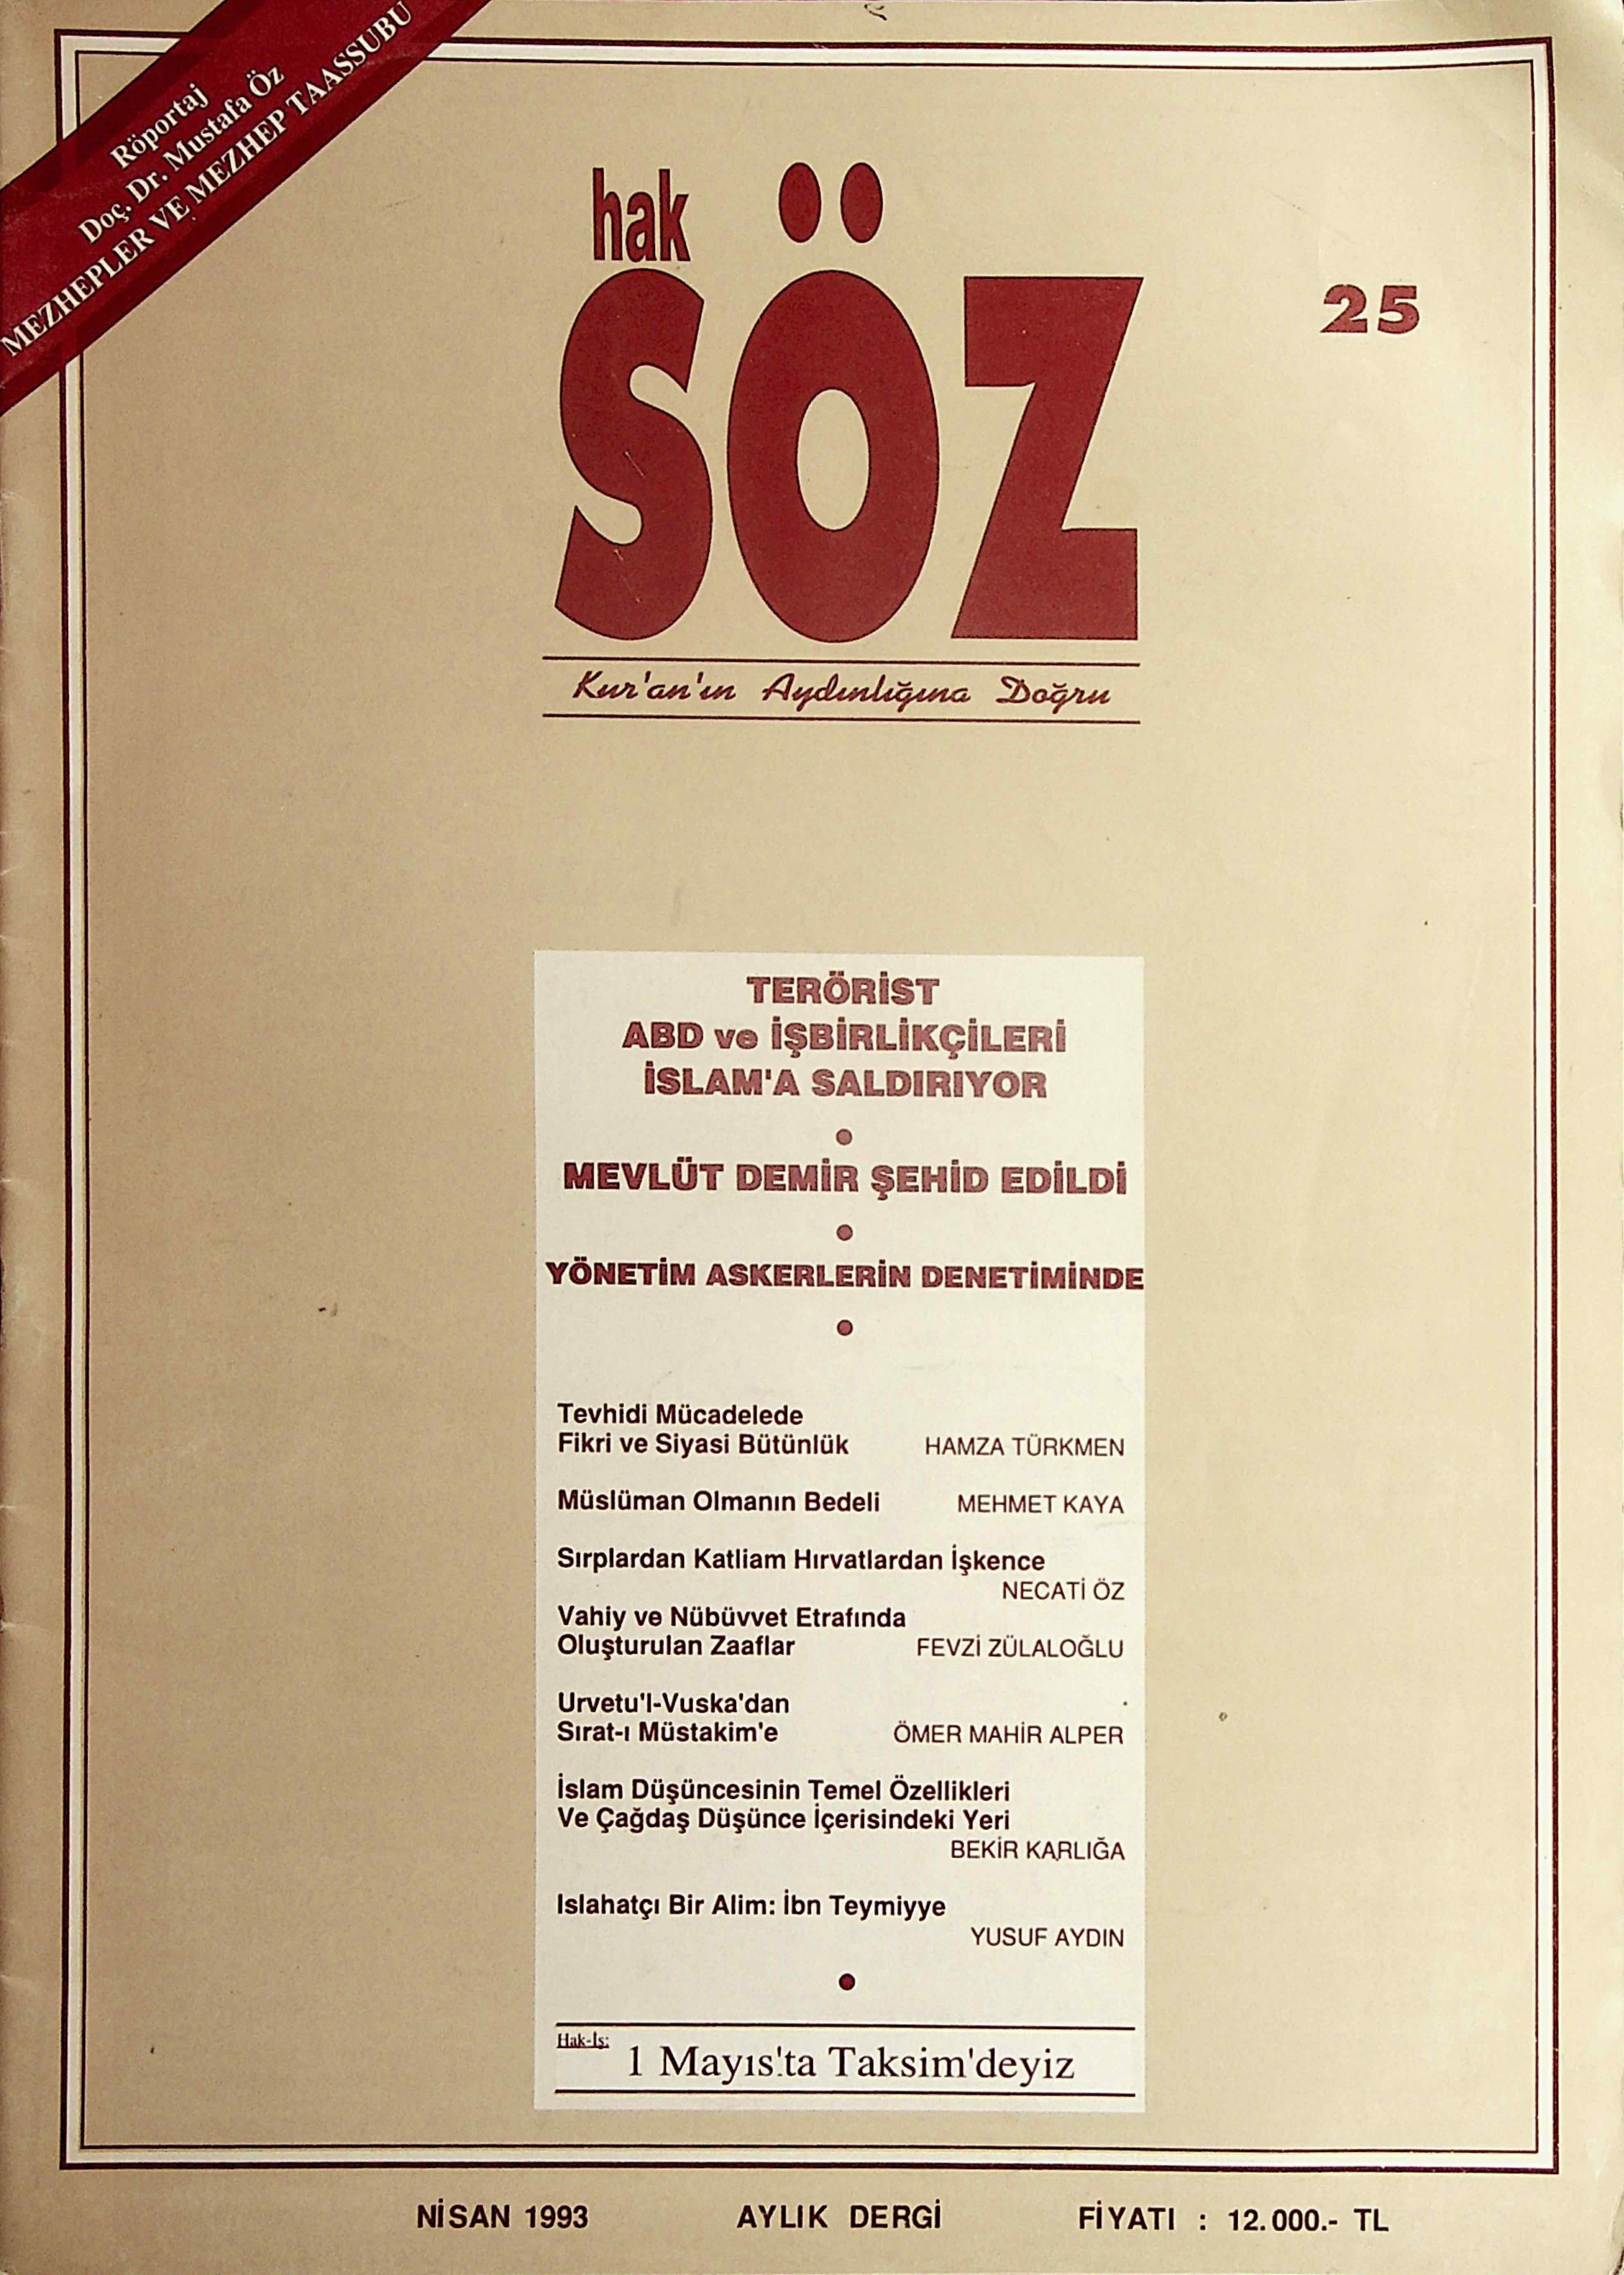 Röportaj
Doç. Dr. Mustafa Öz
MEZHEPLER VE MEZHEP TAASSUBU
hak
SÖZ
25
Kur'an'ın Aydınlığına Doğru
TERÖRİST
ABD ve İŞBİRLİKÇİLERİ
İSLAM'A SALDIRIYOR
MEVLÜT DEMİR ŞEHİD EDİLDİ
YÖNETİM ASKERLERİN DENETİMİNDE
Tevhidi Mücadelede
Fikri ve Siyasi Bütünlük HAMZA TÜRKMEN
Müslüman Olmanın Bedeli MEHMET KAYA
Sırplardan Katliam Hırvatlardan İşkence
NECATİ ÖZ
Vahiy ve Nübüvvet Etrafında
Oluşturulan Zaaflar FEVZİ ZÜLALOĞLU
Urvetu'l-Vuska'dan
Sırat-ı Müstakim'e ÖMER MAHİR ALPER
İslam Düşüncesinin Temel Özellikleri
Ve Çağdaş Düşünce İçerisindeki Yeri
BEKİR KARLIĞA
Islahatçı Bir Alim: İbn Teymiyye
YUSUF AYDIN
Hak-İş:
1 Mayıs'ta Taksim'deyiz
NİSAN 1993 AYLIK DERGİ FİYATI : 12.000.- TL